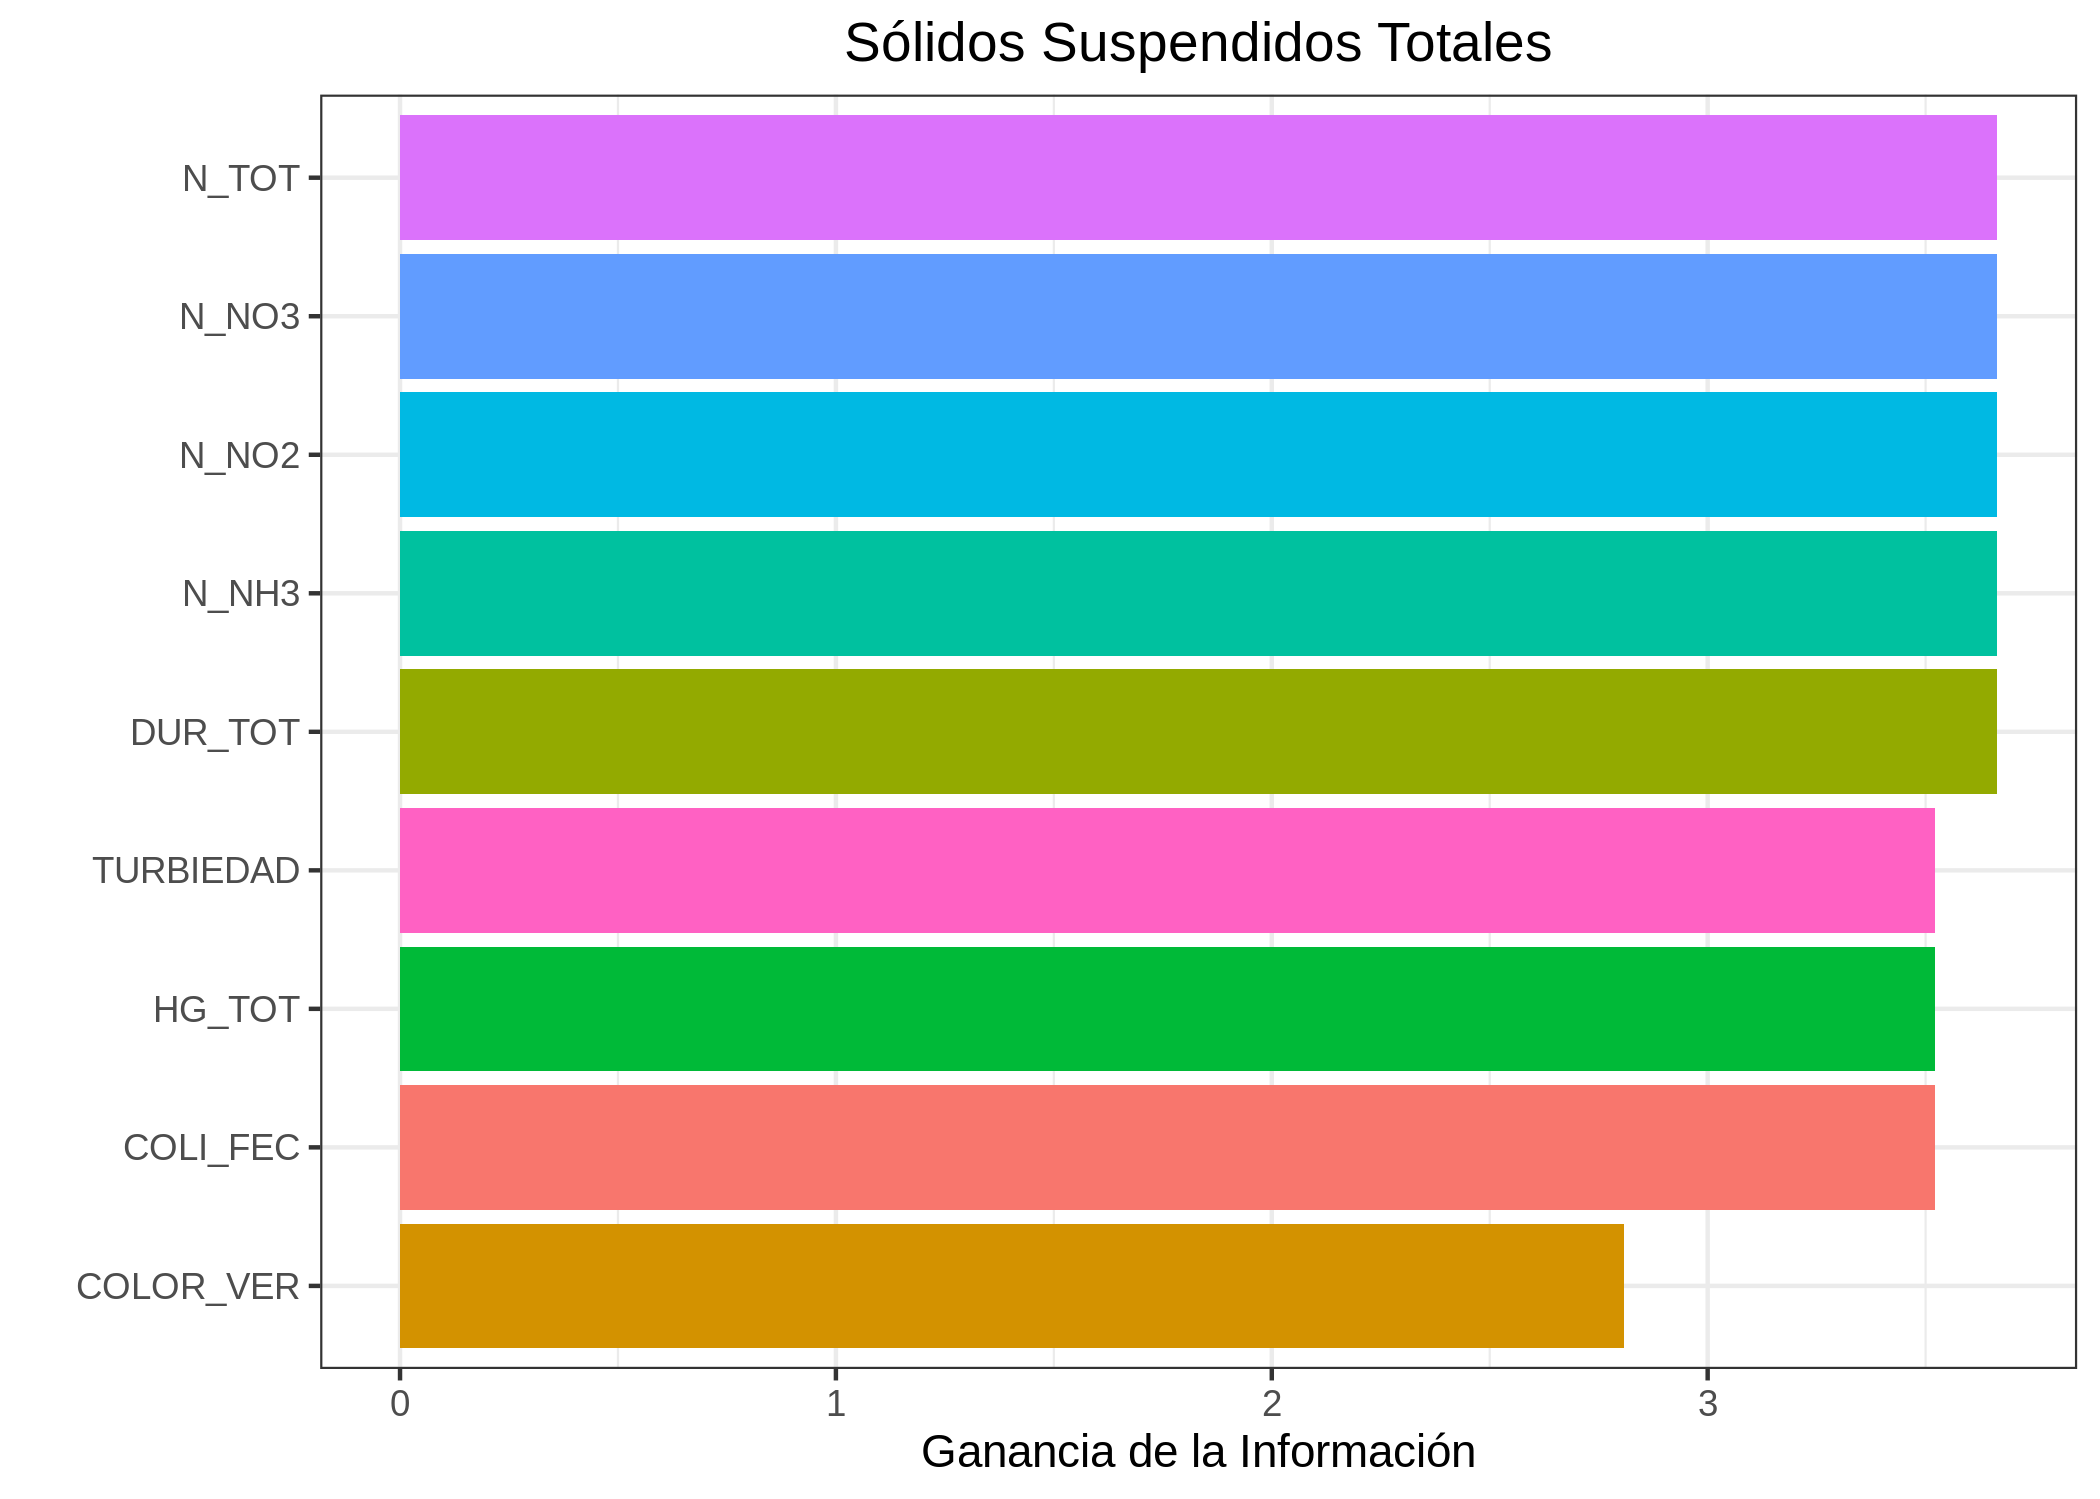 Sólidos Suspendidos Totales
N_TOT
N_NO3
N_NO2
N_NH3
DUR_TOT
TURBIEDAD
HG_TOT
COLI_FEC
COLOR_VER
0 1 2 3
Ganancia de la Información